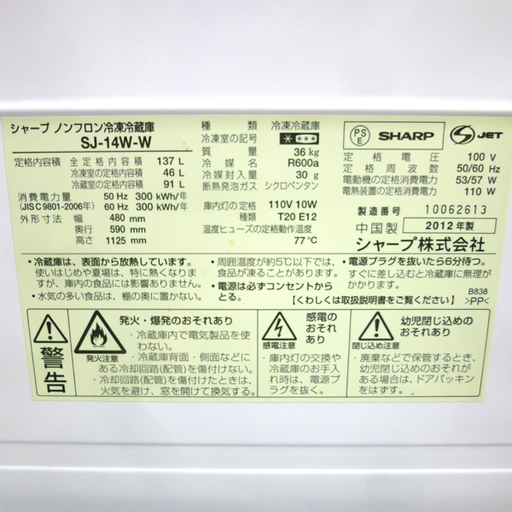 シャープ ノンフロン冷凍冷蔵庫
SJ-14W-W
定格内容積 全定格内容積 137 L
冷凍室の定格内容積 46 L
冷蔵室の定格内容積 91 L
消費電力量 50 Hz 300 kWh/年
(JIS C 9801-2006年) 60 Hz 300 kWh/年
外形寸法 幅 480 mm
奥行 590 mm
高さ 1125 mm
種類 冷凍冷蔵庫
冷凍室の記号
質量 36 kg
冷媒名 R600a
冷媒封入量 30 g
断熱発泡ガス シクロペンタン
庫内灯の定格 110V 10W
種類 T20 E12
温度ヒューズの定格動作温度
77℃
PSE SHARP S JET
定格電圧 100 V
定格周波数 50/60 Hz
電動機の定格消費電力 53/57 W
電熱装置の定格消費電力 110 W
製造番号 10062613
中国製 2012年製
シャープ株式会社
●冷蔵庫は、表面から放熱しています。
使いはじめや夏場は、特に熱くなりま
すが、庫内の食品には影響ありません。
●水気の多い食品は、棚の奥に置かない。
●周囲温度が約5℃以下では、保
存食品が凍ることがあります。
●電源は必ずコンセントから
とる。
●電源プラグを抜いたら6分待つ。
すぐに差し込むと冷蔵庫に無理が
かかります。
【くわしくは取扱説明書をご覧ください】
B838
>PP<
警告
発火・爆発のおそれあり
発火注意
・冷蔵庫内で電気製品を使
わない。
・冷蔵庫背面・側面などに
ある冷却回路(配管)を傷付けない。
・冷却回路(配管)を傷付けたときは、
火気を避け、窓を開けて換気する。
感電の
おそれ
あり
感電注意
・庫内灯の交換や
冷蔵庫のお手入
れ時は、電源プ
ラグを抜く。
幼児閉じ込めの
おそれあり
閉じ込め注意
・廃棄などで保管するとき、
幼児閉じ込めのおそれがある
場合は、ドアパッキン
をはずす。